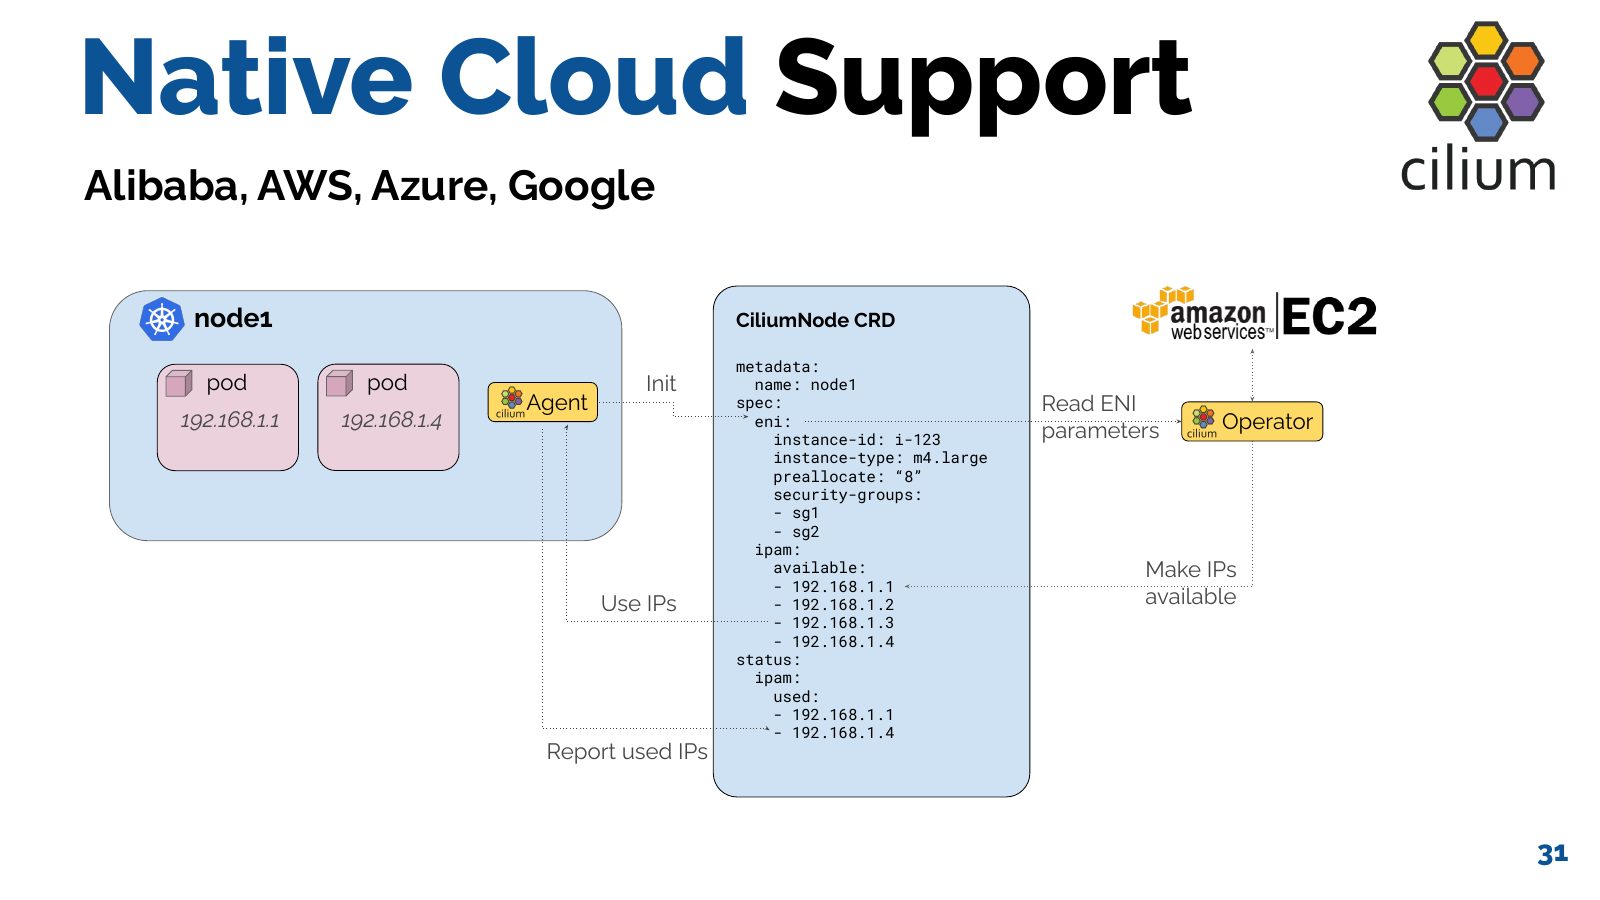 Native Cloud Support
cilium
Alibaba, AWS, Azure, Google
node1
pod
192.168.1.1
pod
192.168.1.4
cilium
Agent
Init
Use IPs
Report used IPs
CiliumNode CRD
metadata:
  name: node1
spec:
  eni:
    instance-id: i-123
    instance-type: m4.large
    preallocate: “8”
    security-groups:
    - sg1
    - sg2
  ipam:
    available:
    - 192.168.1.1
    - 192.168.1.2
    - 192.168.1.3
    - 192.168.1.4
status:
  ipam:
    used:
    - 192.168.1.1
    - 192.168.1.4
Read ENI
parameters
amazon
webservices™
EC2
cilium
Operator
Make IPs
available
31